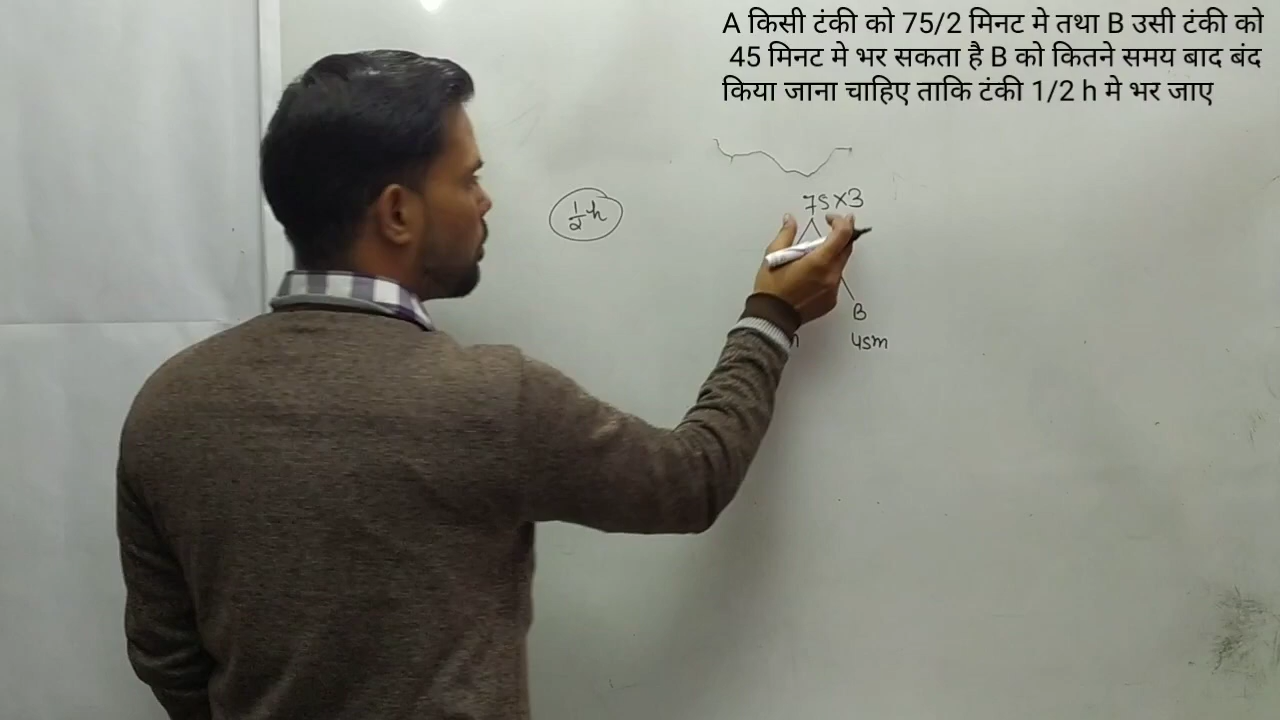 A किसी टंकी को 75/2 मिनट मे तथा B उसी टंकी को
45 मिनट मे भर सकता है B को कितने समय बाद बंद
किया जाना चाहिए ताकि टंकी 1/2 h मे भर जाए
75×3
1/2 h
B
45m